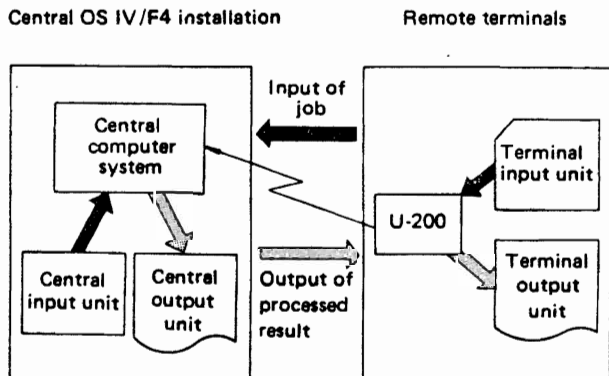 Central OS IV/F4 installation
Remote terminals
Input of
job
Central
computer
system
Terminal
input unit
U-200
Central
input unit
Central
output
unit
Output of
processed
result
Terminal
output
unit